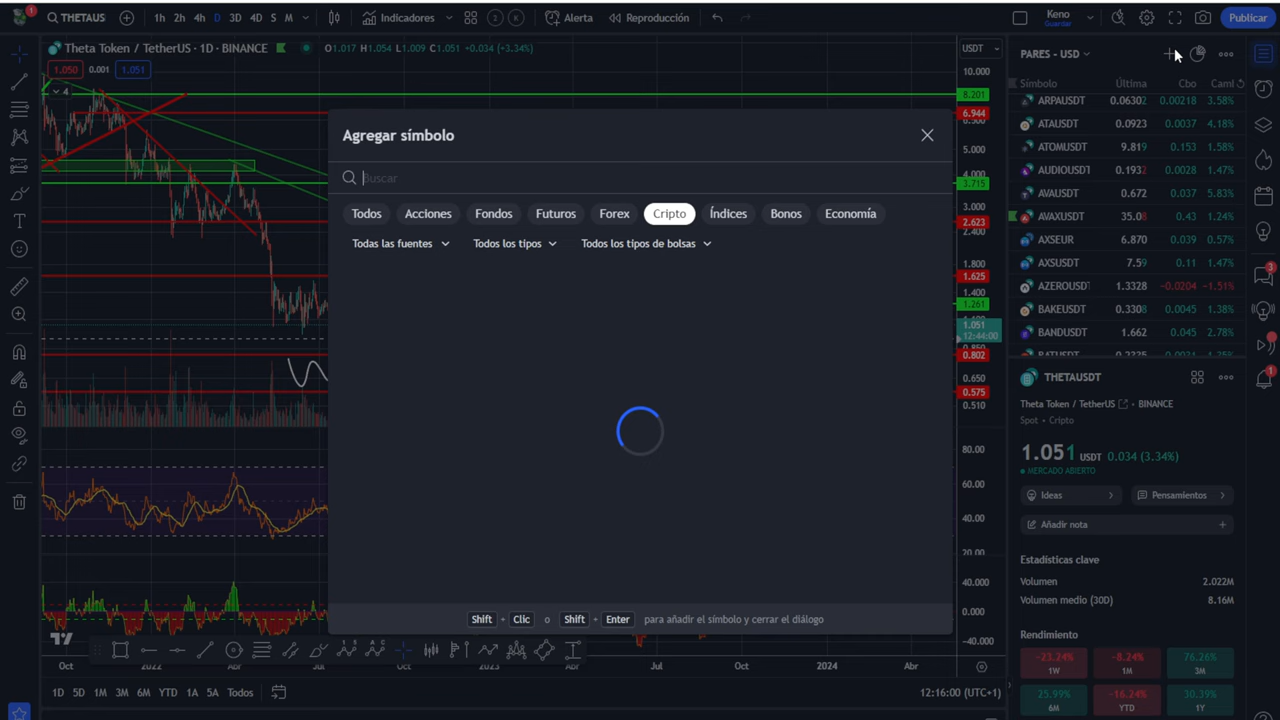 11
THETAUS
1h 2h 4h D 3D 4D S M
Indicadores
2 K
Alerta
Reproducción
Keno
Guardar
Publicar
Theta Token / TetherUS · 1D · BINANCE
O1.017 H1.054 L1.009 C1.051 +0.034 (+3.34%)
USDT
PARES - USD
1.050 0.001 1.051
4
10.000
8.201
6.944
5.000
3.715
3.000
2.623
2.400
1.800
1.625
1.400
1.261
1.051
12:44:00
0.802
0.650
0.575
0.510
80.00
60.00
40.00
20.00
40.000
0.000
-40.000
Agregar símbolo
Buscar
Todos Acciones Fondos Futuros Forex Cripto Índices Bonos Economía
Todas las fuentes Todos los tipos Todos los tipos de bolsas
Shift + Clic o Shift + Enter para añadir el símbolo y cerrar el diálogo
Símbolo Última Cbo Caml
ARPAUSDT 0.06302 0.00218 3.58%
ATAUSDT 0.0923 0.0037 4.18%
ATOMUSDT 9.819 0.153 1.58%
AUDIOUSDT 0.1932 0.0028 1.47%
AVAUSDT 0.672 0.037 5.83%
AVAXUSDT 35.08 0.43 1.24%
AXSEUR 6.870 0.039 0.57%
AXSUSDT 7.59 0.11 1.47%
AZEROUSDT 1.3328 -0.0204 -1.51%
BAKEUSDT 0.3308 0.0045 1.38%
BANDUSDT 1.662 0.045 2.78%
THETAUSDT
Theta Token / TetherUS • BINANCE
Spot • Cripto
1.051 USDT 0.034 (3.34%)
MERCADO ABIERTO
Ideas
Pensamientos
Añadir nota
Estadísticas clave
Volumen 2.022M
Volumen medio (30D) 8.16M
Rendimiento
-23.24% -8.24% 76.26%
1W 1M 3M
25.99% -16.24% 30.39%
6M YTD 1Y
3
1
Oct 2022 Abr Jul Oct 2023 Jul Oct 2024 Abr
1D 5D 1M 3M 6M YTD 1A 5A Todos
12:16:00 (UTC+1)